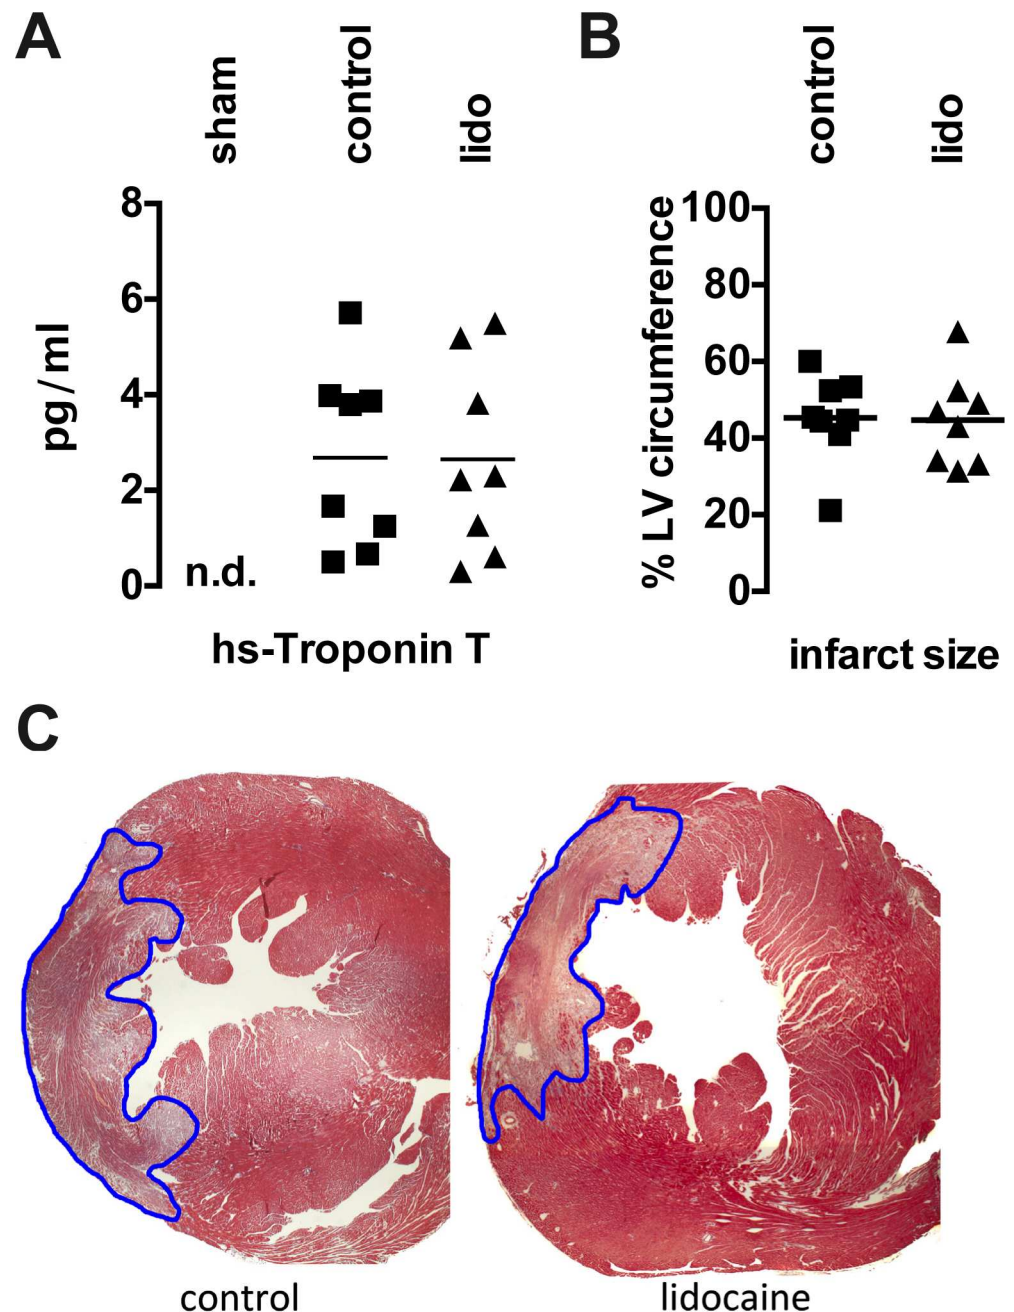 A
sham
control
lido
8
6
4
2
0
pg/ml
n.d.
hs-Troponin T
B
control
lido
100
80
60
40
20
0
% LV circumference
infarct size
C
control
lidocaine